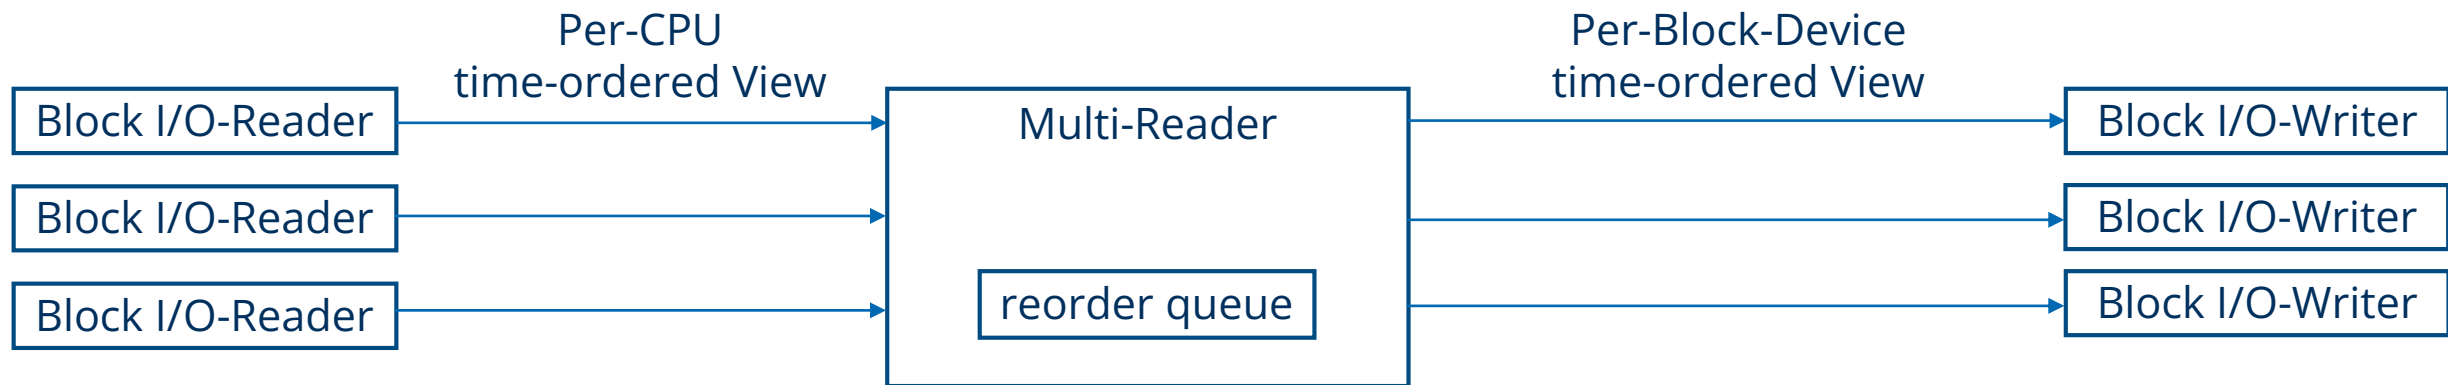 Per-CPU
time-ordered View
Per-Block-Device
time-ordered View
Block I/O-Reader
Multi-Reader
Block I/O-Writer
Block I/O-Reader
Block I/O-Writer
Block I/O-Reader
reorder queue
Block I/O-Writer